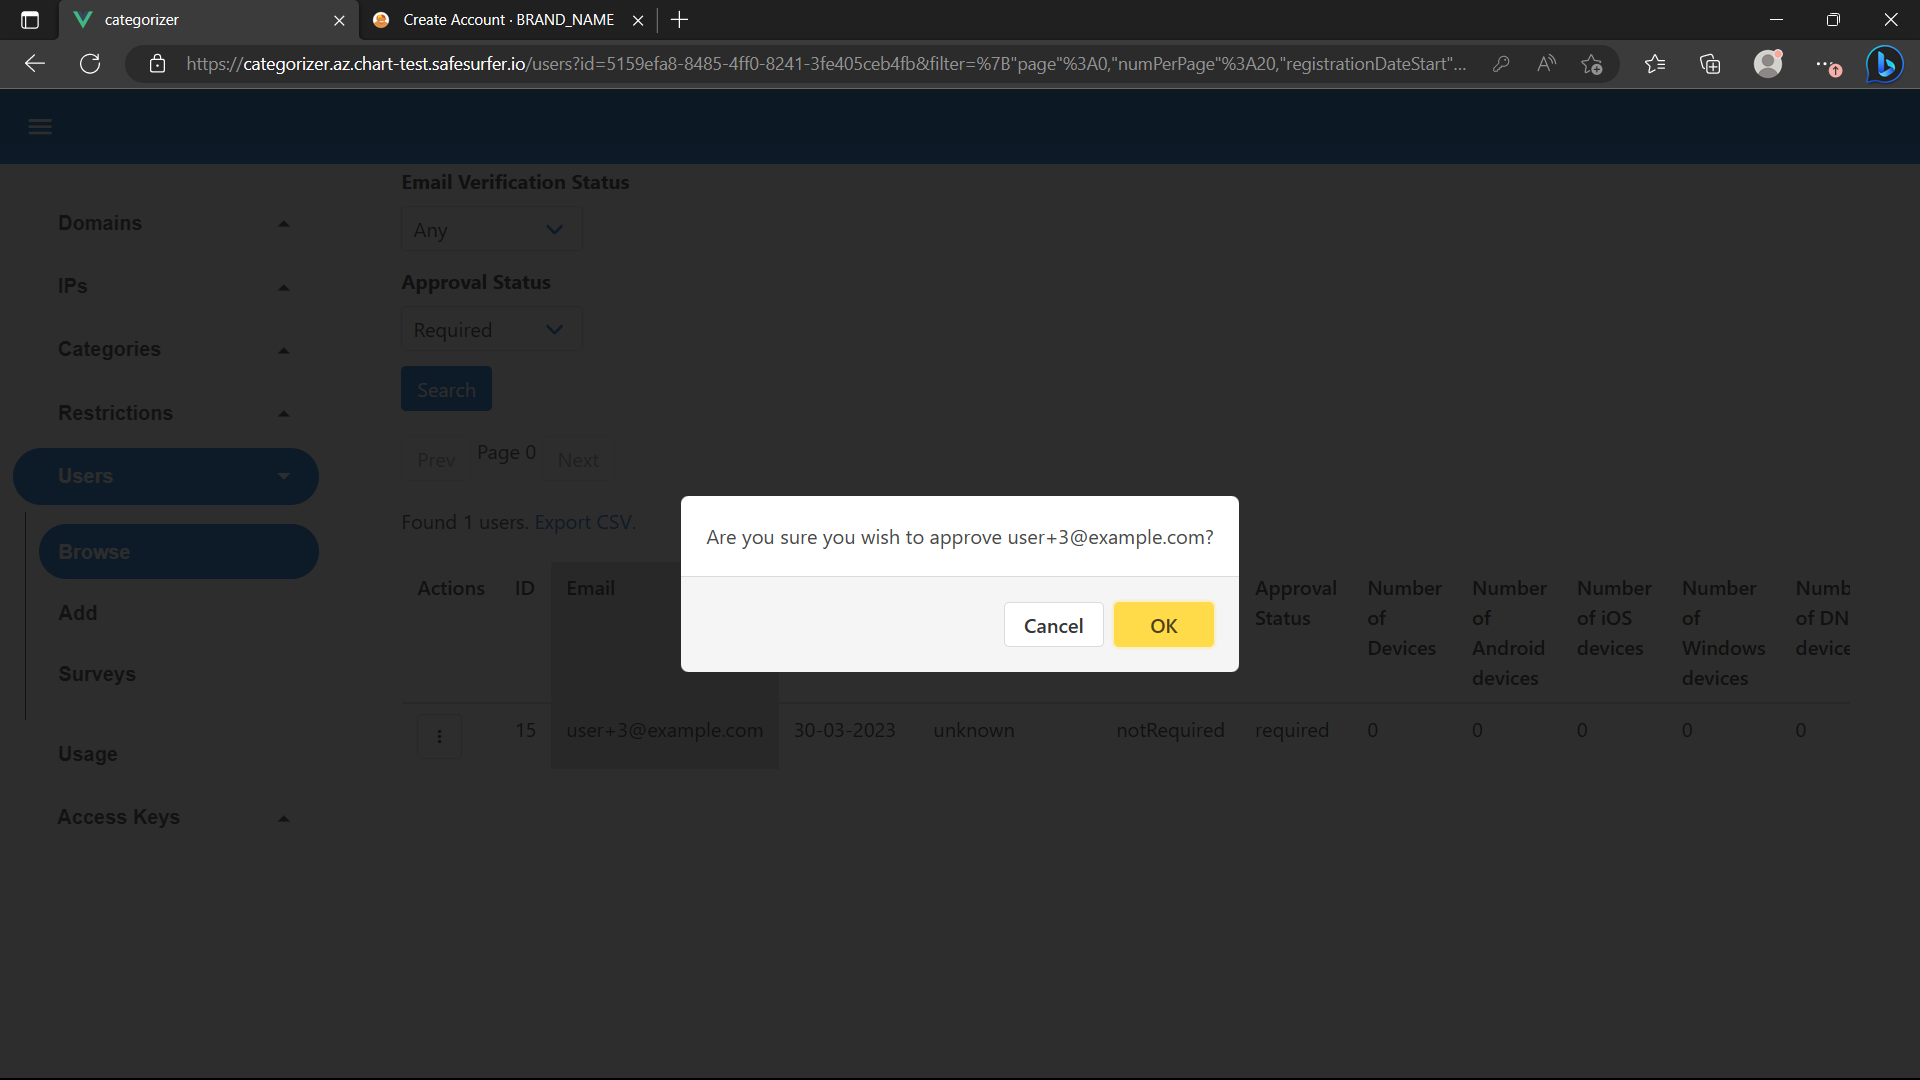 categorizer
Create Account · BRAND_NAME
https://categorizer.az.chart-test.safesurfer.io/users?id=5159efa8-8485-4ff0-8241-3fe405ceb4fb&filter=%7B"page"%3A0,"numPerPage"%3A20,"registrationDateStart"...
Domains
IPs
Categories
Restrictions
Users
Browse
Add
Surveys
Usage
Access Keys
Email Verification Status
Any
Approval Status
Required
Search
Prev Page 0 Next
Found 1 users. Export CSV.
Are you sure you wish to approve user+3@example.com?
Cancel OK
Actions ID Email
Approval Status
Number of Devices
Number of Android devices
Number of iOS devices
Number of Windows devices
Numb of DN device
15 user+3@example.com 30-03-2023 unknown notRequired required 0 0 0 0 0